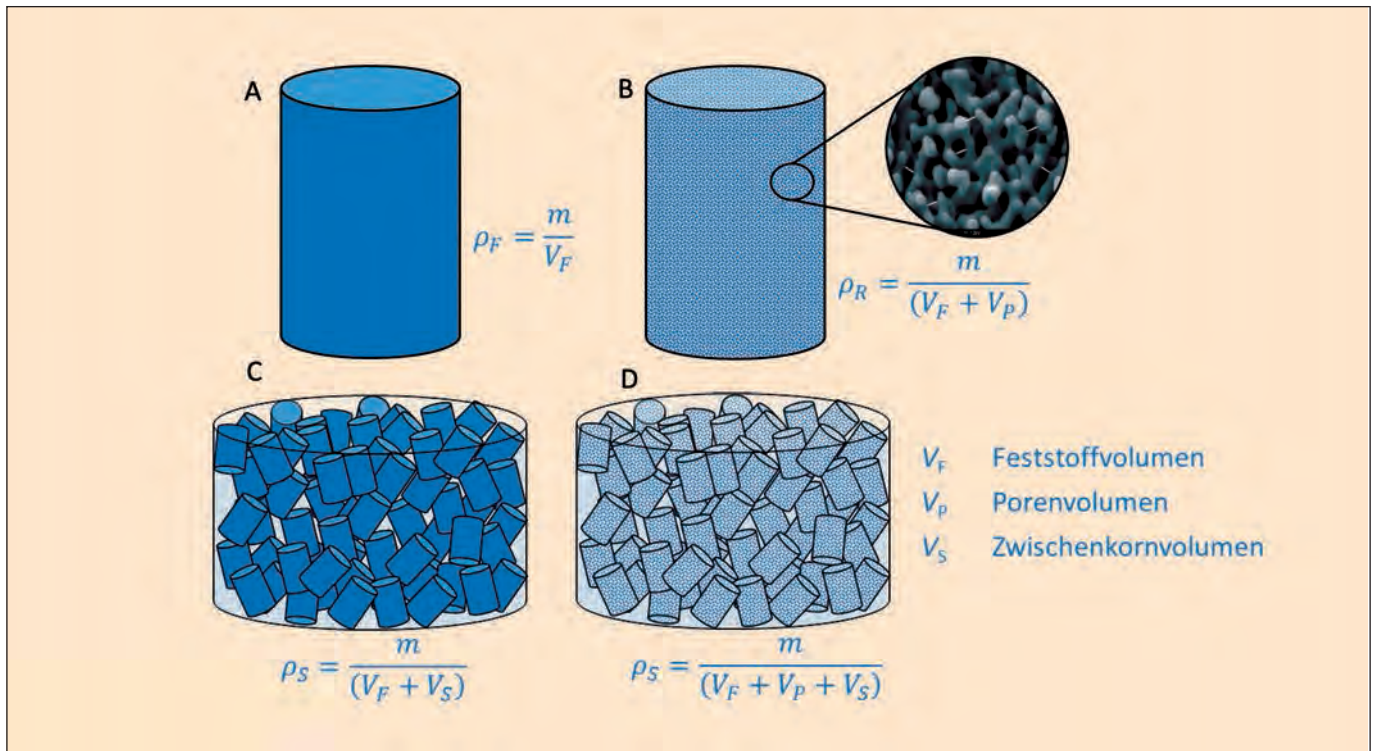 A
B
ρ_F = m / V_F
ρ_R = m / (V_F + V_P)
C
D
V_F Feststoffvolumen
V_P Porenvolumen
V_S Zwischenkornvolumen
ρ_S = m / (V_F + V_S)
ρ_S = m / (V_F + V_P + V_S)